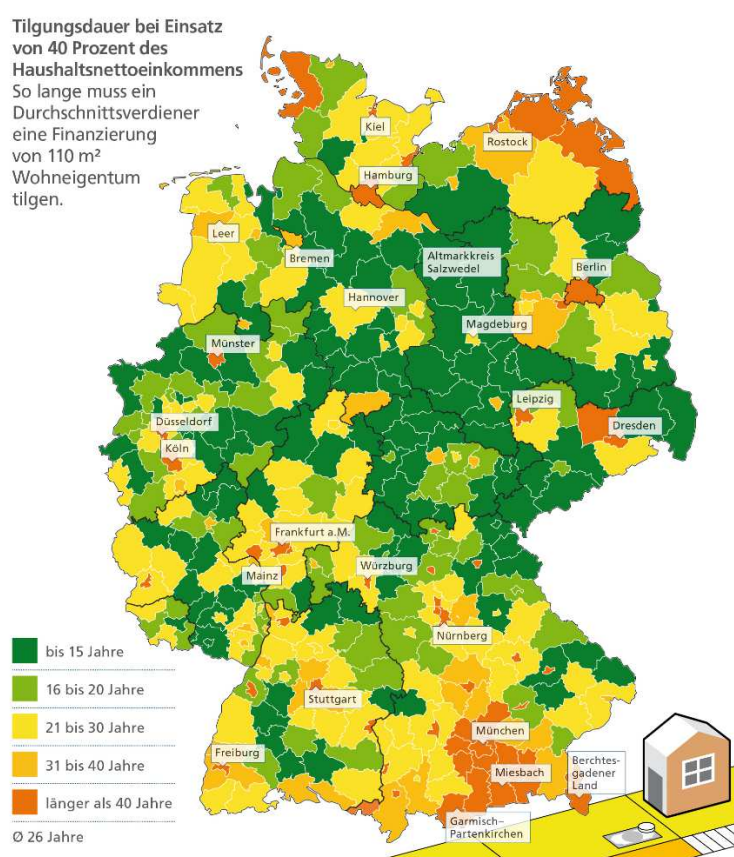 Tilgungsdauer bei Einsatz
von 40 Prozent des
Haushaltsnettoeinkommens
So lange muss ein
Durchschnittsverdiener
eine Finanzierung
von 110 m²
Wohneigentum
tilgen.
Kiel
Rostock
Hamburg
Leer
Bremen
Altmarkkreis
Salzwedel
Berlin
Hannover
Magdeburg
Münster
Leipzig
Düsseldorf
Dresden
Köln
Frankfurt a.M.
Würzburg
Mainz
Nürnberg
bis 15 Jahre
16 bis 20 Jahre
Stuttgart
21 bis 30 Jahre
München
Freiburg
31 bis 40 Jahre
Miesbach
Berchtes-
gadener
Land
länger als 40 Jahre
Garmisch-
Partenkirchen
Ø 26 Jahre